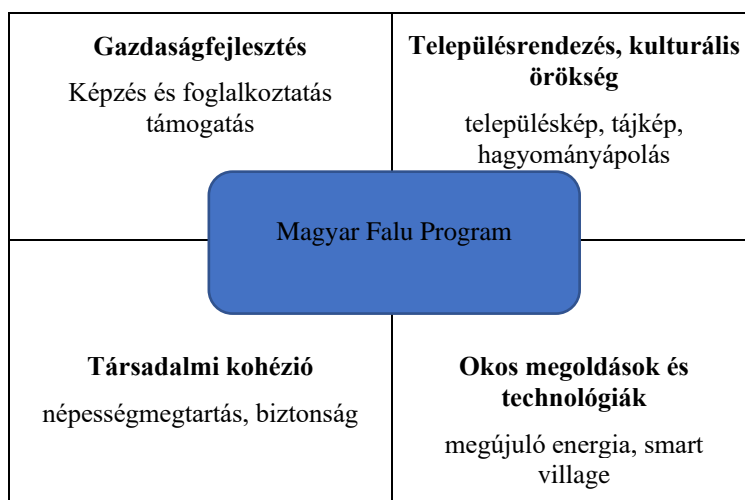 Gazdaságfejlesztés
Képzés és foglalkoztatás
támogatás
Településrendezés, kulturális
örökség
településkép, tájkép,
hagyományápolás
Magyar Falu Program
Társadalmi kohézió
népességmegtartás, biztonság
Okos megoldások és
technológiák
megújuló energia, smart
village